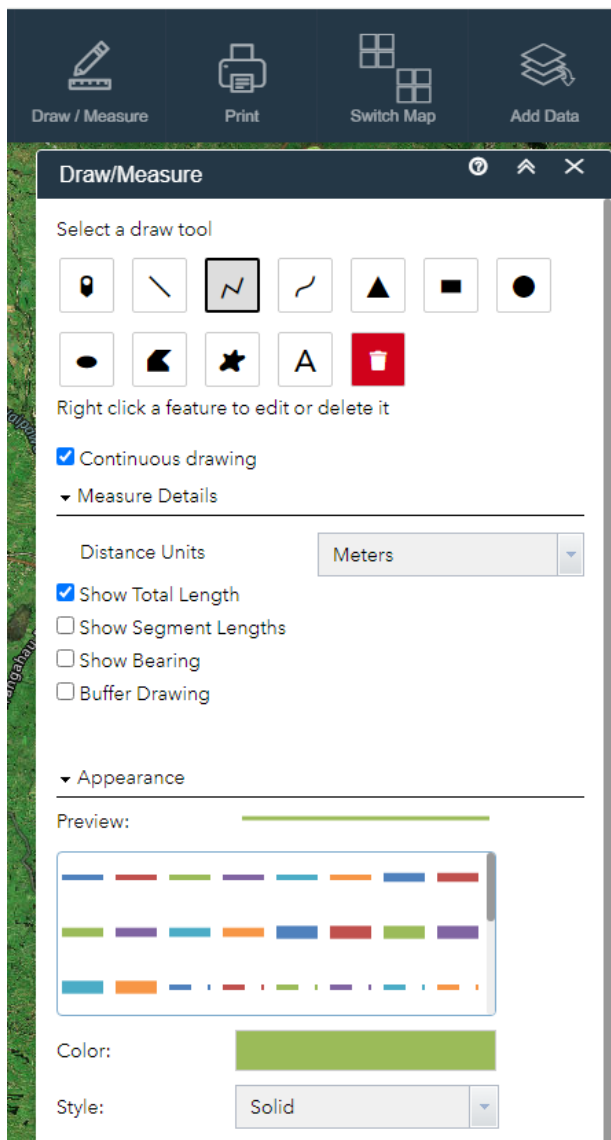 Draw / Measure Print Switch Map Add Data
Draw/Measure
Select a draw tool
A
Right click a feature to edit or delete it
Continuous drawing
Measure Details
Distance Units Meters
Show Total Length
Show Segment Lengths
Show Bearing
Buffer Drawing
Appearance
Preview:
Color:
Style: Solid